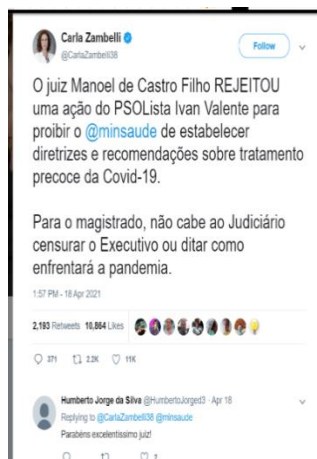 Carla Zambelli
@CarlaZambelli38
Follow
O juiz Manoel de Castro Filho REJEITOU
uma ação do PSOLista Ivan Valente para
proibir o @minsaude de estabelecer
diretrizes e recomendações sobre tratamento
precoce da Covid-19.
Para o magistrado, não cabe ao Judiciário
censurar o Executivo ou ditar como
enfrentará a pandemia.
1:57 PM - 18 Apr 2021
2,193 Retweets 10,864 Likes
371 2.2K 11K
Humberto Jorge da Silva @HumbertoJorged3 · Apr 18
Replying to @CarlaZambelli38 @minsaude
Parabéns excelentíssimo juiz!
2